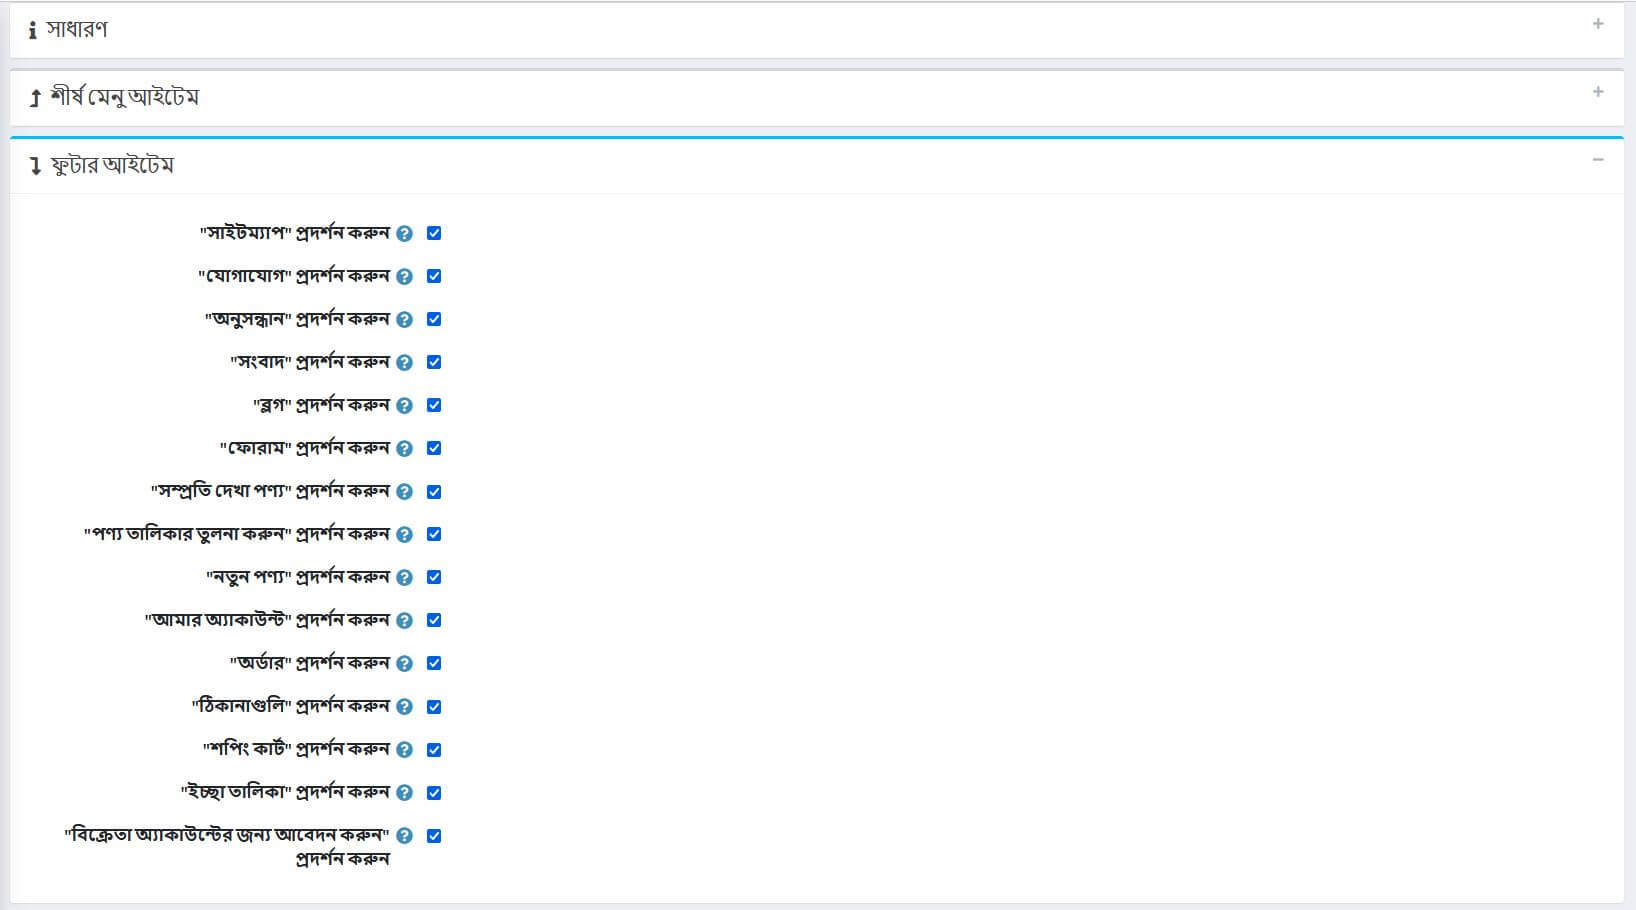 সাধারণ
শীর্ষ মেনু আইটেম
ফুটার আইটেম
"সাইটম্যাপ" প্রদর্শন করুন
"যোগাযোগ" প্রদর্শন করুন
"অনুসন্ধান" প্রদর্শন করুন
"সংবাদ" প্রদর্শন করুন
"ব্লগ" প্রদর্শন করুন
"ফোরাম" প্রদর্শন করুন
"সম্প্রতি দেখা পণ্য" প্রদর্শন করুন
"পণ্য তালিকার তুলনা করুন" প্রদর্শন করুন
"নতুন পণ্য" প্রদর্শন করুন
"আমার অ্যাকাউন্ট" প্রদর্শন করুন
"অর্ডার" প্রদর্শন করুন
"ঠিকানাগুলি" প্রদর্শন করুন
"শপিং কার্ট" প্রদর্শন করুন
"ইচ্ছা তালিকা" প্রদর্শন করুন
"বিক্রেতা অ্যাকাউন্টের জন্য আবেদন করুন"
প্রদর্শন করুন